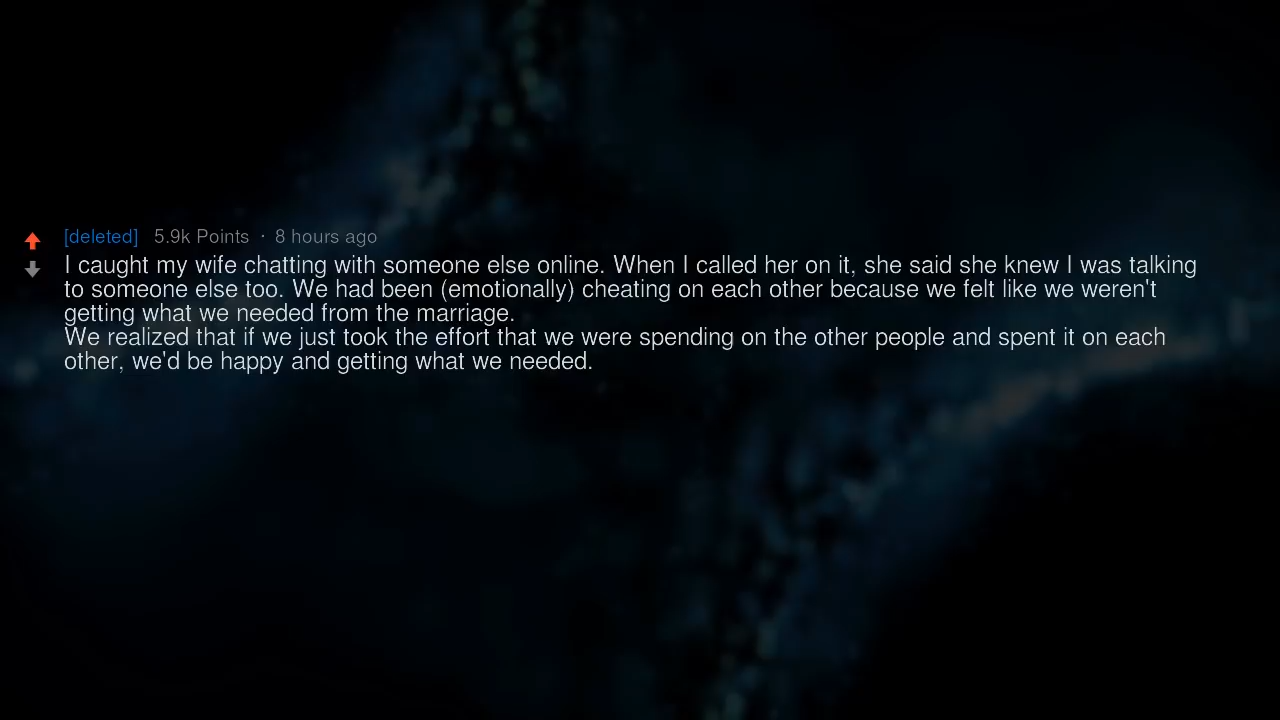 [deleted] 5.9k Points · 8 hours ago
I caught my wife chatting with someone else online. When I called her on it, she said she knew I was talking
to someone else too. We had been (emotionally) cheating on each other because we felt like we weren't
getting what we needed from the marriage.
We realized that if we just took the effort that we were spending on the other people and spent it on each
other, we'd be happy and getting what we needed.